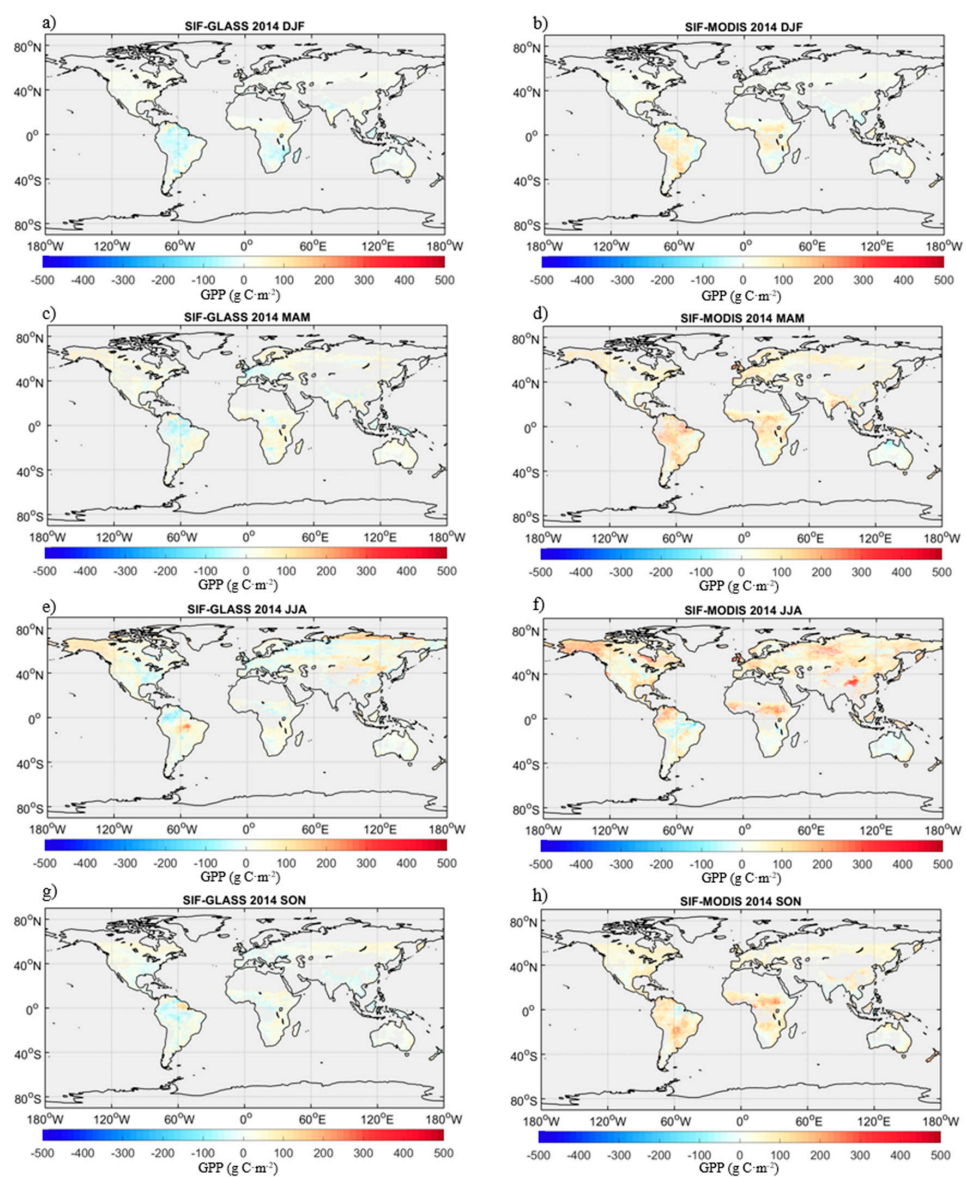 a)
SIF-GLASS 2014 DJF
80°N
40°N
0°
40°S
80°S
180°W 120°W 60°W 0° 60°E 120°E 180°W
-500 -400 -300 -200 -100 0 100 200 300 400 500
GPP (g C·m⁻²)
b)
SIF-MODIS 2014 DJF
80°N
40°N
0°
40°S
80°S
180°W 120°W 60°W 0° 60°E 120°E 180°W
-500 -400 -300 -200 -100 0 100 200 300 400 500
GPP (g C·m⁻²)
c)
SIF-GLASS 2014 MAM
80°N
40°N
0°
40°S
80°S
180°W 120°W 60°W 0° 60°E 120°E 180°W
-500 -400 -300 -200 -100 0 100 200 300 400 500
GPP (g C·m⁻²)
d)
SIF-MODIS 2014 MAM
80°N
40°N
0°
40°S
80°S
180°W 120°W 60°W 0° 60°E 120°E 180°W
-500 -400 -300 -200 -100 0 100 200 300 400 500
GPP (g C·m⁻²)
e)
SIF-GLASS 2014 JJA
80°N
40°N
0°
40°S
80°S
180°W 120°W 60°W 0° 60°E 120°E 180°W
-500 -400 -300 -200 -100 0 100 200 300 400 500
GPP (g C·m⁻²)
f)
SIF-MODIS 2014 JJA
80°N
40°N
0°
40°S
80°S
180°W 120°W 60°W 0° 60°E 120°E 180°W
-500 -400 -300 -200 -100 0 100 200 300 400 500
GPP (g C·m⁻²)
g)
SIF-GLASS 2014 SON
80°N
40°N
0°
40°S
80°S
180°W 120°W 60°W 0° 60°E 120°E 180°W
-500 -400 -300 -200 -100 0 100 200 300 400 500
GPP (g C·m⁻²)
h)
SIF-MODIS 2014 SON
80°N
40°N
0°
40°S
80°S
180°W 120°W 60°W 0° 60°E 120°E 180°W
-500 -400 -300 -200 -100 0 100 200 300 400 500
GPP (g C·m⁻²)